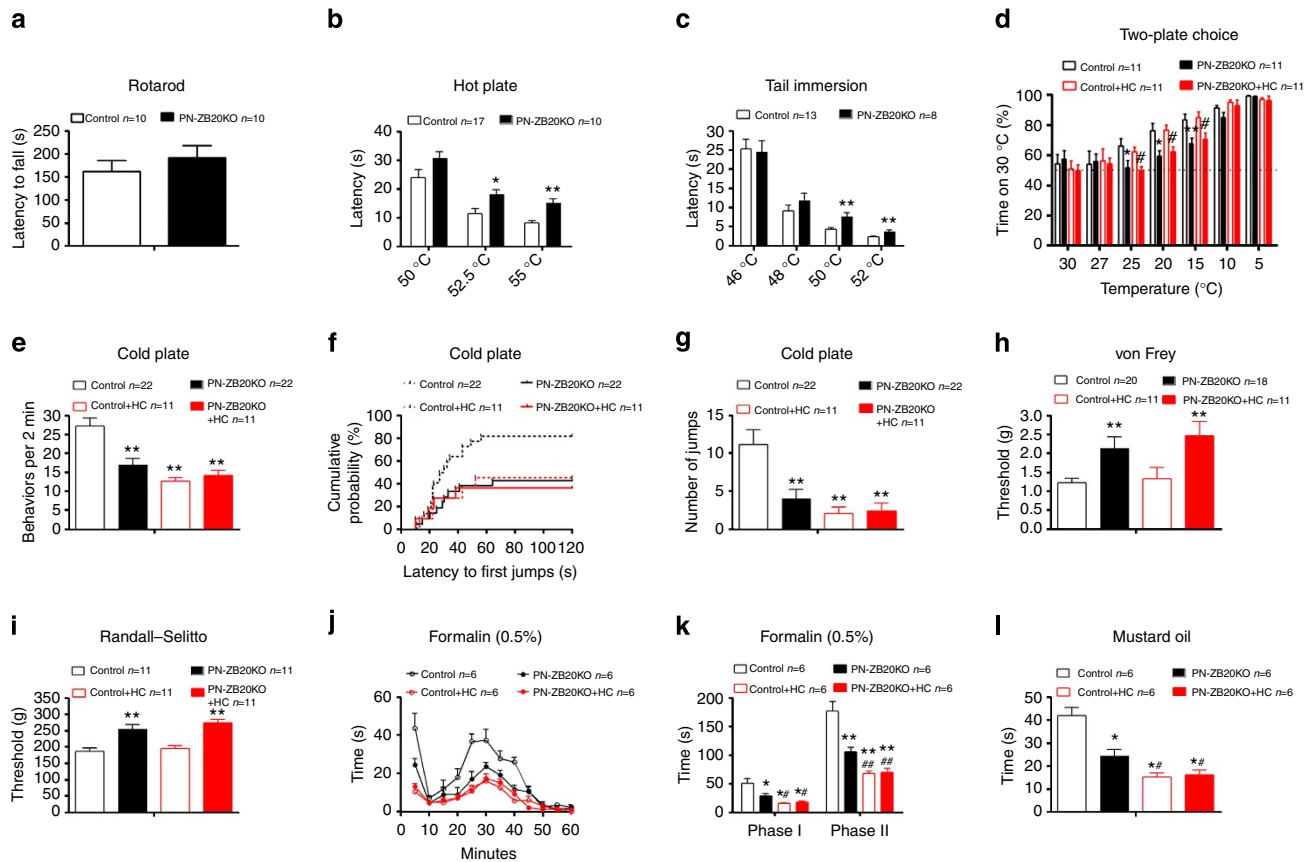 a
Rotarod
Control n=10
PN-ZB20KO n=10
Latency to fall (s)
250
200
150
100
50
0
b
Hot plate
Control n=17
PN-ZB20KO n=10
Latency (s)
40
30
20
10
0
*
**
50 °C
52.5 °C
55 °C
c
Tail immersion
Control n=13
PN-ZB20KO n=8
Latency (s)
30
25
20
15
10
5
0
**
**
46 °C
48 °C
50 °C
52 °C
d
Two-plate choice
Control n=11
PN-ZB20KO n=11
Control+HC n=11
PN-ZB20KO+HC n=11
Time on 30 °C (%)
100
80
60
40
20
0
* #
* #
** #
30 27 25 20 15 10 5
Temperature (°C)
e
Cold plate
Control n=22
PN-ZB20KO n=22
Control+HC n=11
PN-ZB20KO
+HC n=11
Behaviors per 2 min
30
25
20
15
10
5
0
** ** **
f
Cold plate
Control n=22
PN-ZB20KO n=22
Control+HC n=11
PN-ZB20KO+HC n=11
Cumulative
probability (%)
100
80
60
40
20
0
0 20 40 60 80 100 120
Latency to first jumps (s)
g
Cold plate
Control n=22
PN-ZB20KO n=22
Control+HC n=11
PN-ZB20KO
+HC n=11
Number of jumps
15
10
5
0
** ** **
h
von Frey
Control n=20
PN-ZB20KO n=18
Control+HC n=11
PN-ZB20KO+HC n=11
Threshold (g)
3.0
2.5
2.0
1.5
1.0
0.5
0.0
** **
i
Randall–Selitto
Control n=11
PN-ZB20KO n=11
Control+HC n=11
PN-ZB20KO
+HC n=11
Threshold (g)
350
300
250
200
150
100
50
0
** **
j
Formalin (0.5%)
Control n=6
PN-ZB20KO n=6
Control+HC n=6
PN-ZB20KO+HC n=6
Time (s)
60
40
20
0
0 10 20 30 40 50 60
Minutes
k
Formalin (0.5%)
Control n=6
PN-ZB20KO n=6
Control+HC n=6
PN-ZB20KO+HC n=6
Time (s)
200
150
100
50
0
* *# *#
** ** **
## ##
Phase I Phase II
l
Mustard oil
Control n=6
PN-ZB20KO n=6
Control+HC n=6
PN-ZB20KO+HC n=6
Time (s)
50
40
30
20
10
0
* *# *#